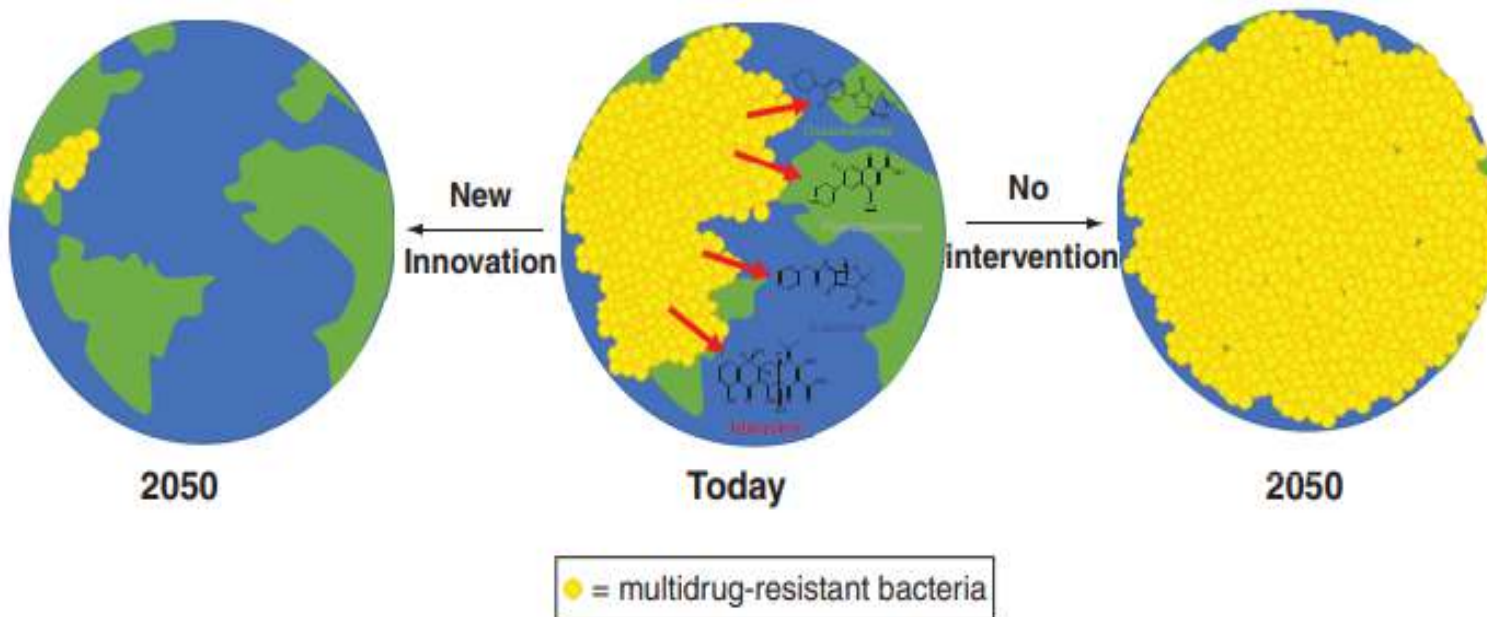 New
Innovation
No
intervention
2050
Today
2050
= multidrug-resistant bacteria